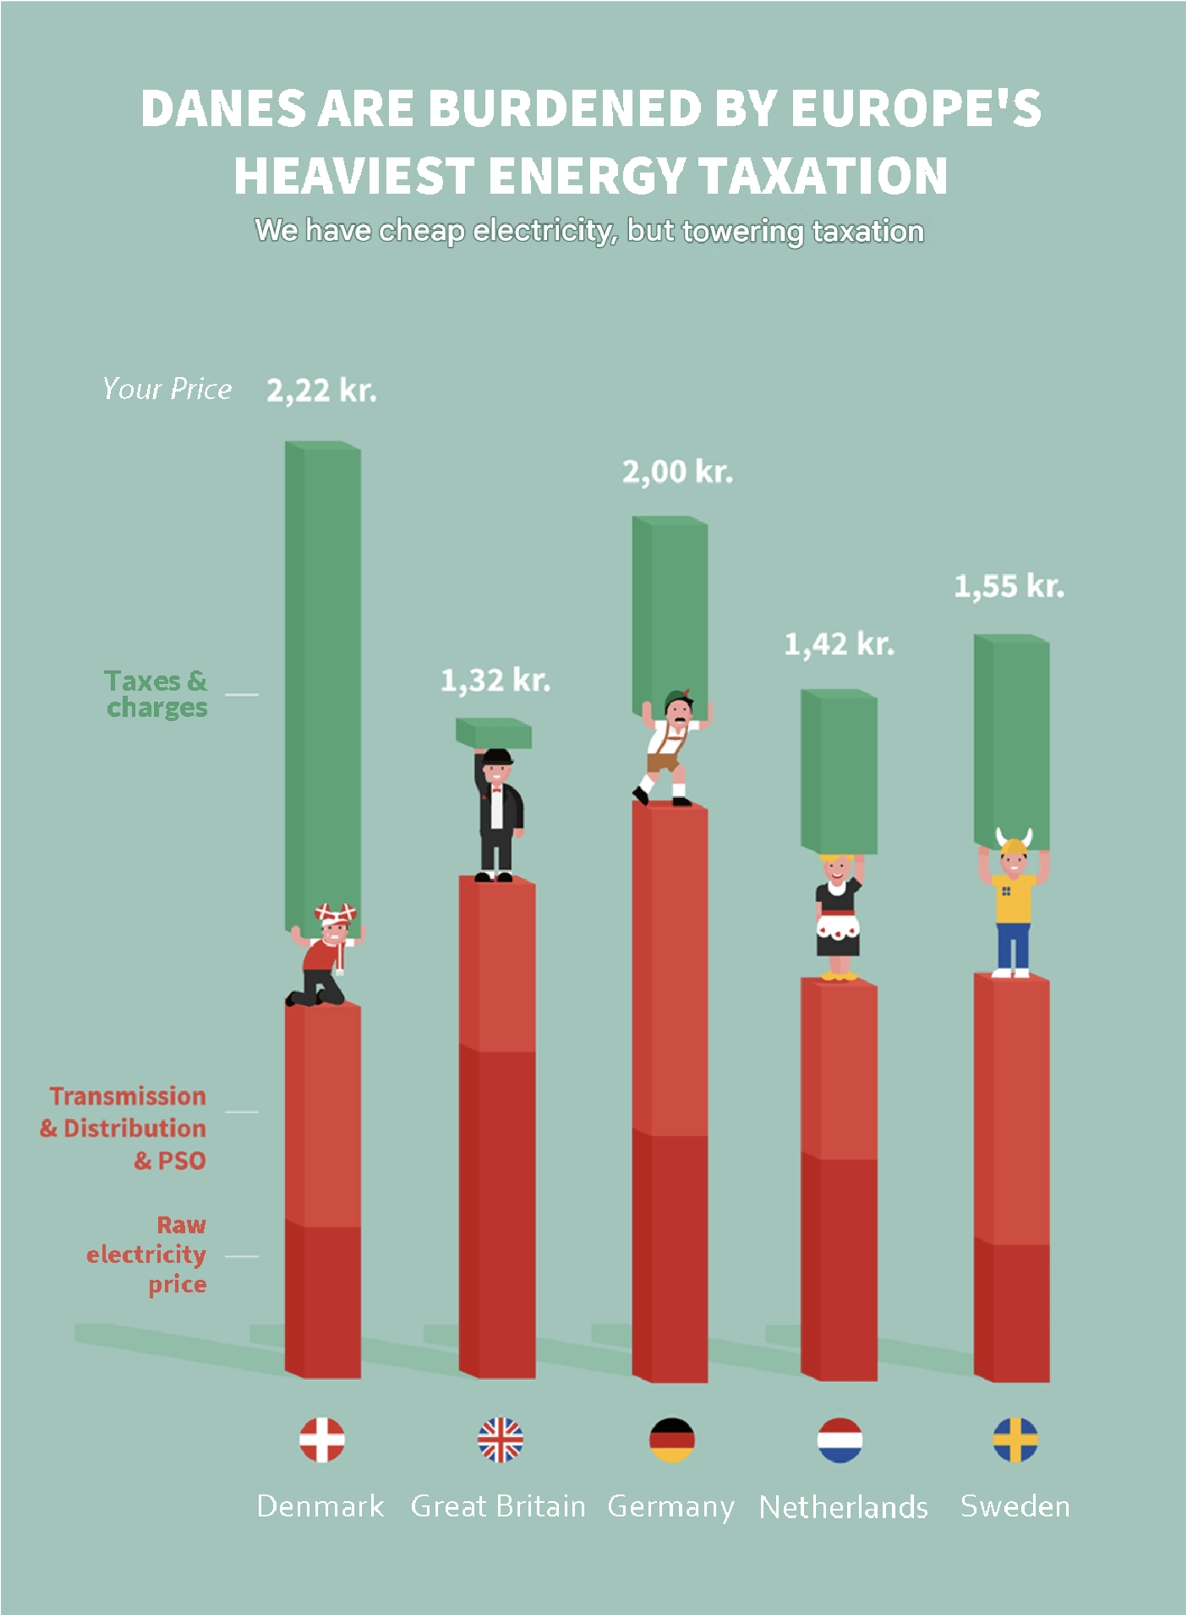 DANES ARE BURDENED BY EUROPE'S
HEAVIEST ENERGY TAXATION
We have cheap electricity, but towering taxation
Your Price
2,22 kr.
1,32 kr.
2,00 kr.
1,42 kr.
1,55 kr.
Taxes &
charges
Transmission
& Distribution
& PSO
Raw
electricity
price
Denmark
Great Britain
Germany
Netherlands
Sweden